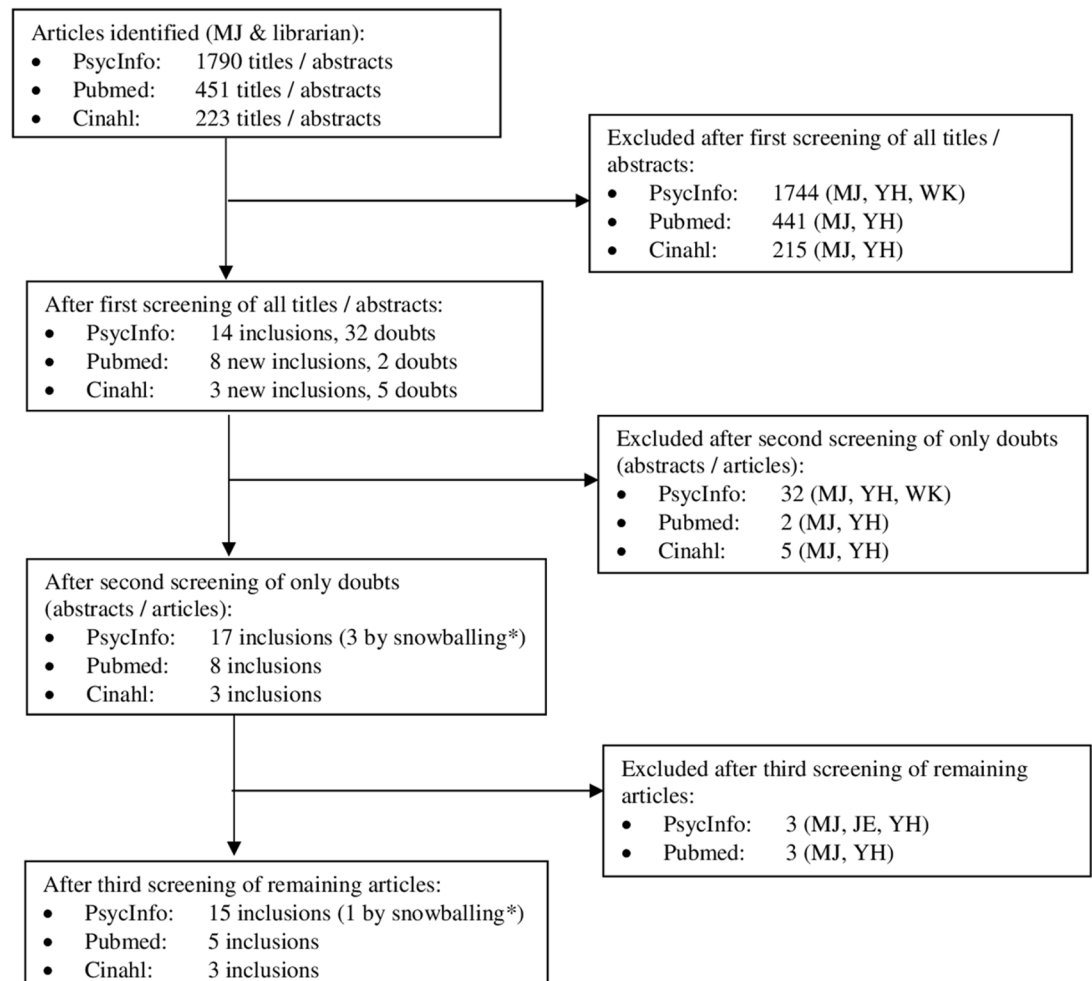 Articles identified (MJ & librarian):
• PsycInfo: 1790 titles / abstracts
• Pubmed: 451 titles / abstracts
• Cinahl: 223 titles / abstracts
Excluded after first screening of all titles /
abstracts:
• PsycInfo: 1744 (MJ, YH, WK)
• Pubmed: 441 (MJ, YH)
• Cinahl: 215 (MJ, YH)
After first screening of all titles / abstracts:
• PsycInfo: 14 inclusions, 32 doubts
• Pubmed: 8 new inclusions, 2 doubts
• Cinahl: 3 new inclusions, 5 doubts
Excluded after second screening of only doubts
(abstracts / articles):
• PsycInfo: 32 (MJ, YH, WK)
• Pubmed: 2 (MJ, YH)
• Cinahl: 5 (MJ, YH)
After second screening of only doubts
(abstracts / articles):
• PsycInfo: 17 inclusions (3 by snowballing*)
• Pubmed: 8 inclusions
• Cinahl: 3 inclusions
Excluded after third screening of remaining
articles:
• PsycInfo: 3 (MJ, JE, YH)
• Pubmed: 3 (MJ, YH)
After third screening of remaining articles:
• PsycInfo: 15 inclusions (1 by snowballing*)
• Pubmed: 5 inclusions
• Cinahl: 3 inclusions